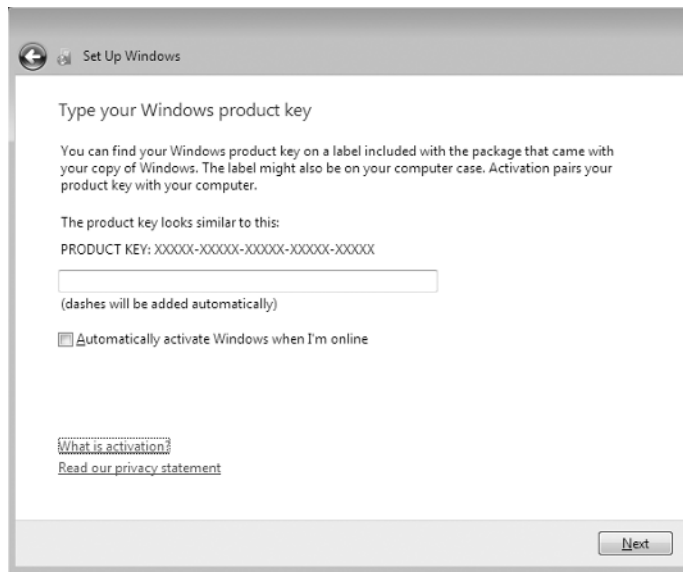 Set Up Windows
Type your Windows product key
You can find your Windows product key on a label included with the package that came with
your copy of Windows. The label might also be on your computer case. Activation pairs your
product key with your computer.
The product key looks similar to this:
PRODUCT KEY: XXXXX-XXXXX-XXXXX-XXXXX-XXXXX
(dashes will be added automatically)
Automatically activate Windows when I'm online
What is activation?
Read our privacy statement
Next